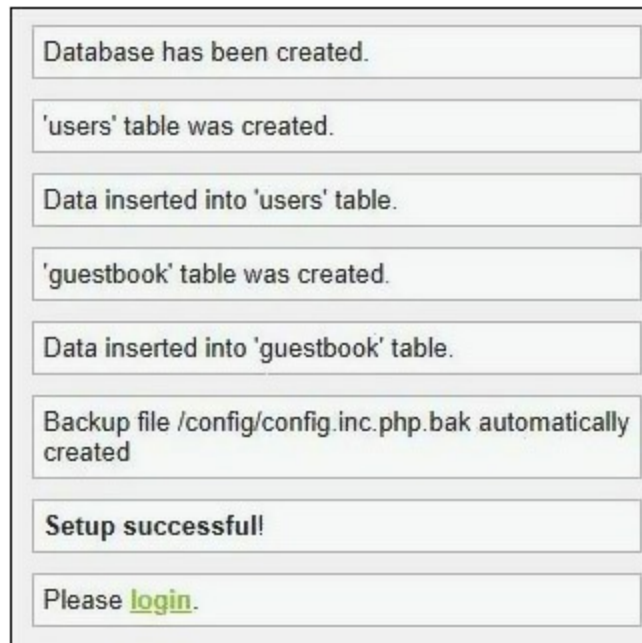 Database has been created.
'users' table was created.
Data inserted into 'users' table.
'guestbook' table was created.
Data inserted into 'guestbook' table.
Backup file /config/config.inc.php.bak automatically
created
Setup successful!
Please login.